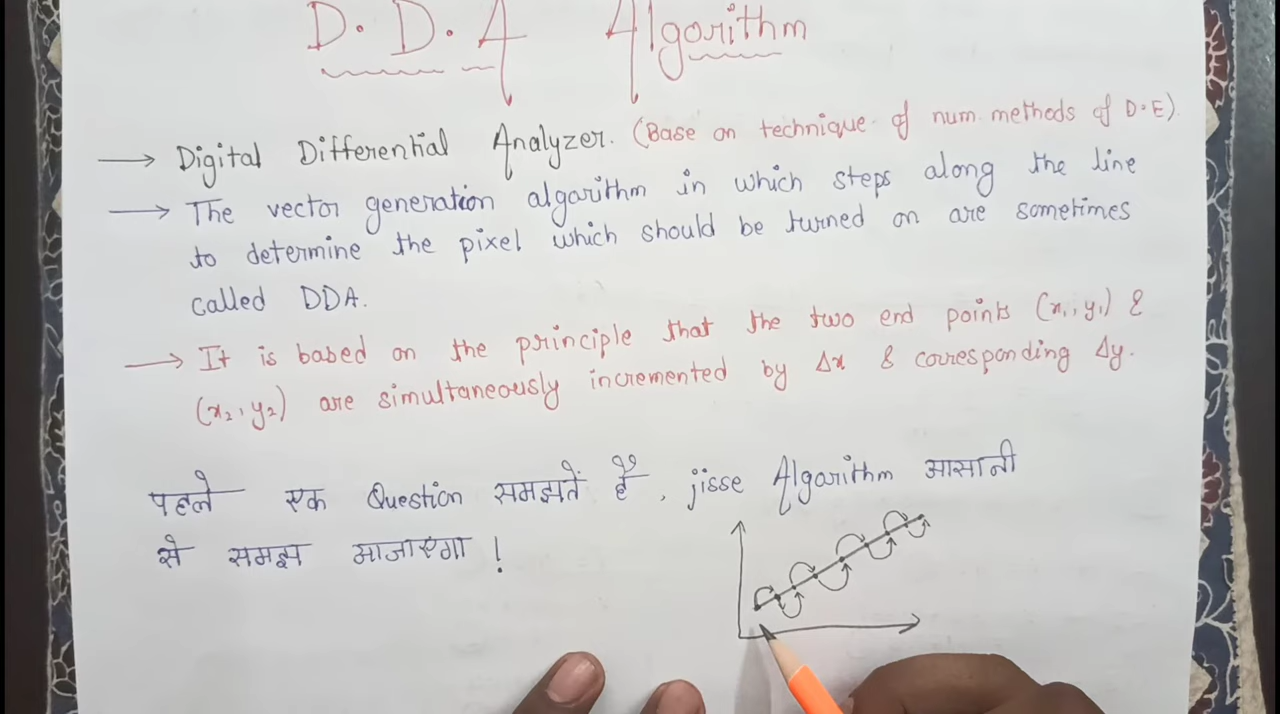 D.D.A Algorithm
→ Digital Differential Analyzer. (Base on technique of num. methods of D.E).
→ The vector generation algarithm in which steps along the line
to determine the pixel which should be turned on are sometimes
called DDA.
→ It is based on the principle that the two end points (x₁,y₁) &
(x₂,y₂) are simultaneously incremented by Δx & corresponding Δy.
पहले एक Question समझते हैं, jisse Algarithm आसानी
से समझ आजाएगा !